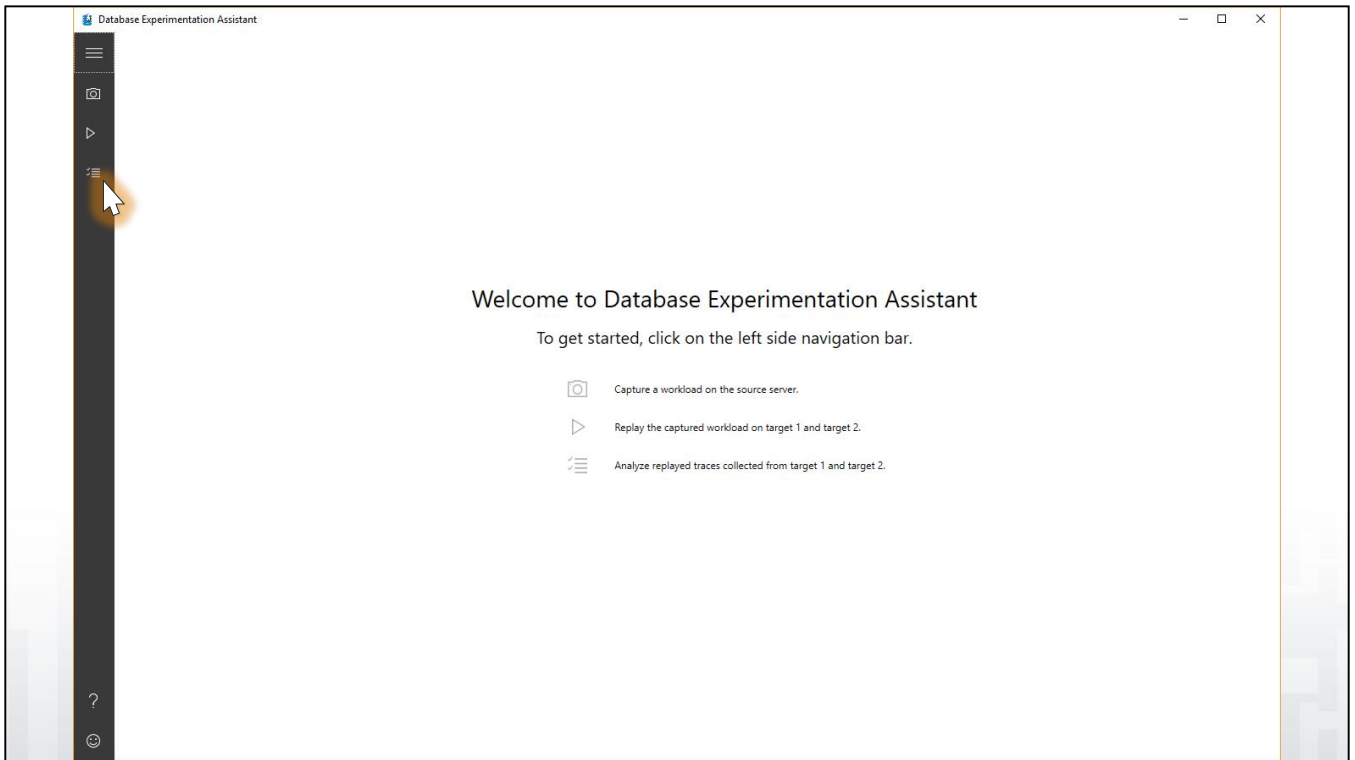 Database Experimentation Assistant
Welcome to Database Experimentation Assistant
To get started, click on the left side navigation bar.
Capture a workload on the source server.
Replay the captured workload on target 1 and target 2.
Analyze replayed traces collected from target 1 and target 2.
?